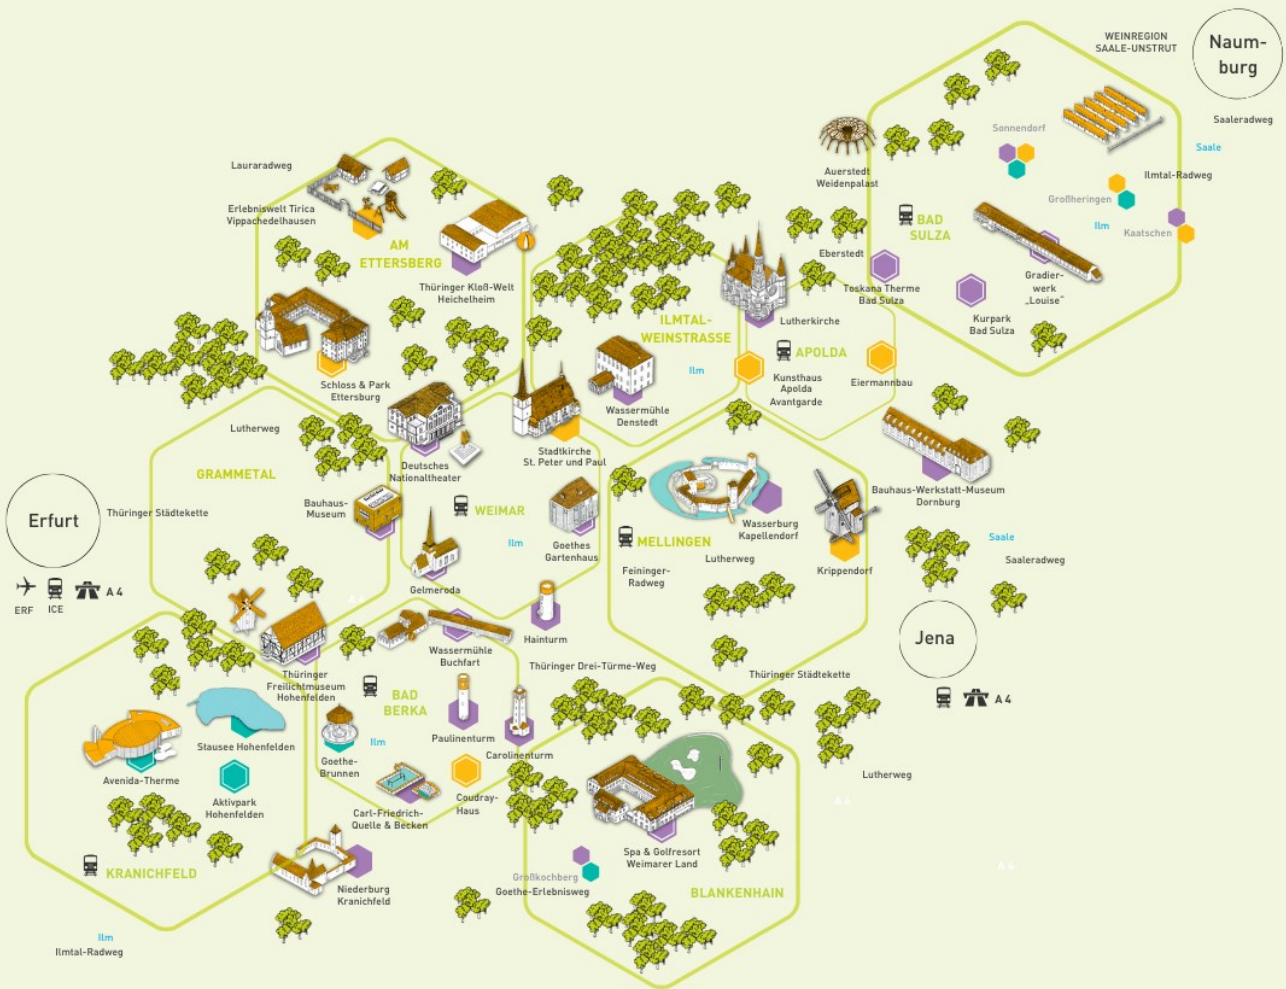 WEINREGION
SAALE-UNSTRUT
Naum-
burg
Saaleradweg
Saale
Sonnendorf
Ilmtal-Radweg
Großheringen
Ilm
Kaatschen
Auerstedt
Weidenpalast
BAD
SULZA
Eberstedt
Toskana Therme
Bad Sulza
Gradier-
werk
„Louise“
Kurpark
Bad Sulza
Lauraradweg
Erlebniswelt Tirica
Vippachedelhausen
AM
ETTERSBERG
Thüringer Kloß-Welt
Heichelheim
Schloss & Park
Ettersburg
ILMTAL-
WEINSTRASSE
Ilm
Wassermühle
Denstedt
Lutherkirche
APOLDA
Kunsthaus
Apolda
Avantgarde
Eiermannbau
Lutherweg
GRAMMETAL
Thüringer Städtekette
Erfurt
ERF
ICE
A 4
Deutsches
Nationaltheater
Stadtkirche
St. Peter und Paul
Bauhaus-
Museum
WEIMAR
Ilm
Goethes
Gartenhaus
Gelmeroda
A 4
Wasserburg
Kapellendorf
MELLINGEN
Lutherweg
Feininger-
Radweg
Krippendorf
Bauhaus-Werkstatt-Museum
Dornburg
Saale
Saaleradweg
Jena
A 4
Hainturm
Thüringer Drei-Türme-Weg
Thüringer Städtekette
Wassermühle
Buchfart
Thüringer
Freilichtmuseum
Hohenfelden
BAD
BERKA
Paulinenturm
Carolinenturm
Ilm
Goethe-
Brunnen
Carl-Friedrich-
Quelle & Becken
Coudray-
Haus
Stausee Hohenfelden
Avenida-Therme
Aktivpark
Hohenfelden
KRANICHFELD
Niederburg
Kranichfeld
Ilm
Ilmtal-Radweg
Spa & Golfresort
Weimarer Land
Großkochberg
Goethe-Erlebnisweg
BLANKENHAIN
Lutherweg
A 4
A 4